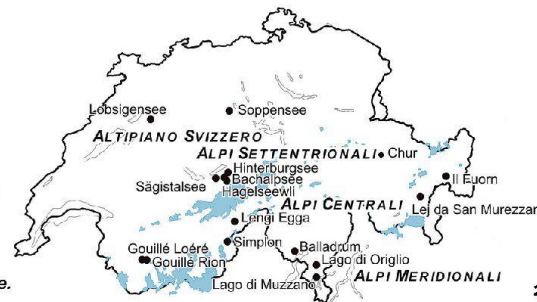 Lobsigensee
Soppensee
ALTIPIANO SVIZZERO
ALPI SETTENTRIONALI
Chur
Hinterburgsee
Bachalpsee
Sägistalsee
Hagelseewli
Il Fuorn
ALPI CENTRALI
Lej da San Murezzan
Lengi Egga
Simplon
Gouillé Loéré
Gouille Rion
Balladrum
Lago di Origlio
Lago di Muzzano
ALPI MERIDIONALI
e.